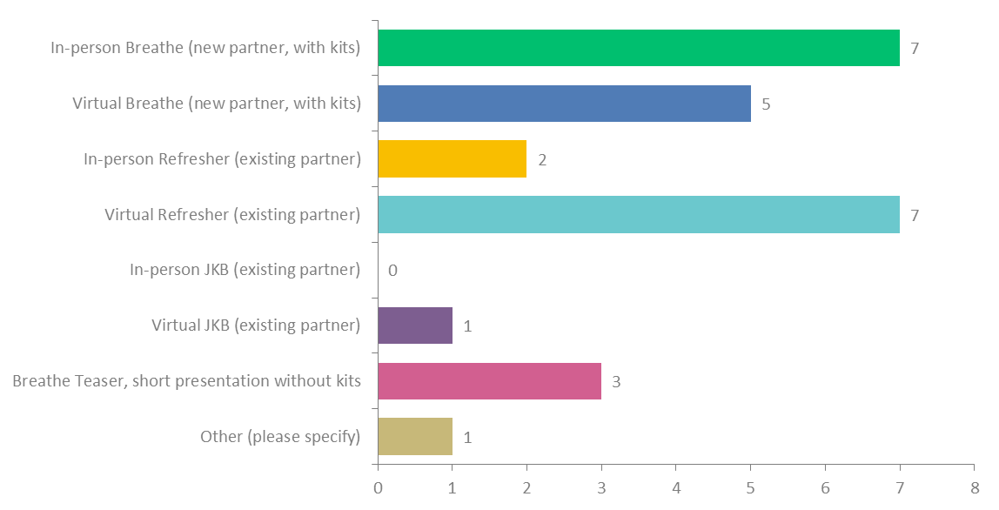 In-person Breathe (new partner, with kits) 7
Virtual Breathe (new partner, with kits) 5
In-person Refresher (existing partner) 2
Virtual Refresher (existing partner) 7
In-person JKB (existing partner) 0
Virtual JKB (existing partner) 1
Breathe Teaser, short presentation without kits 3
Other (please specify) 1
0 1 2 3 4 5 6 7 8